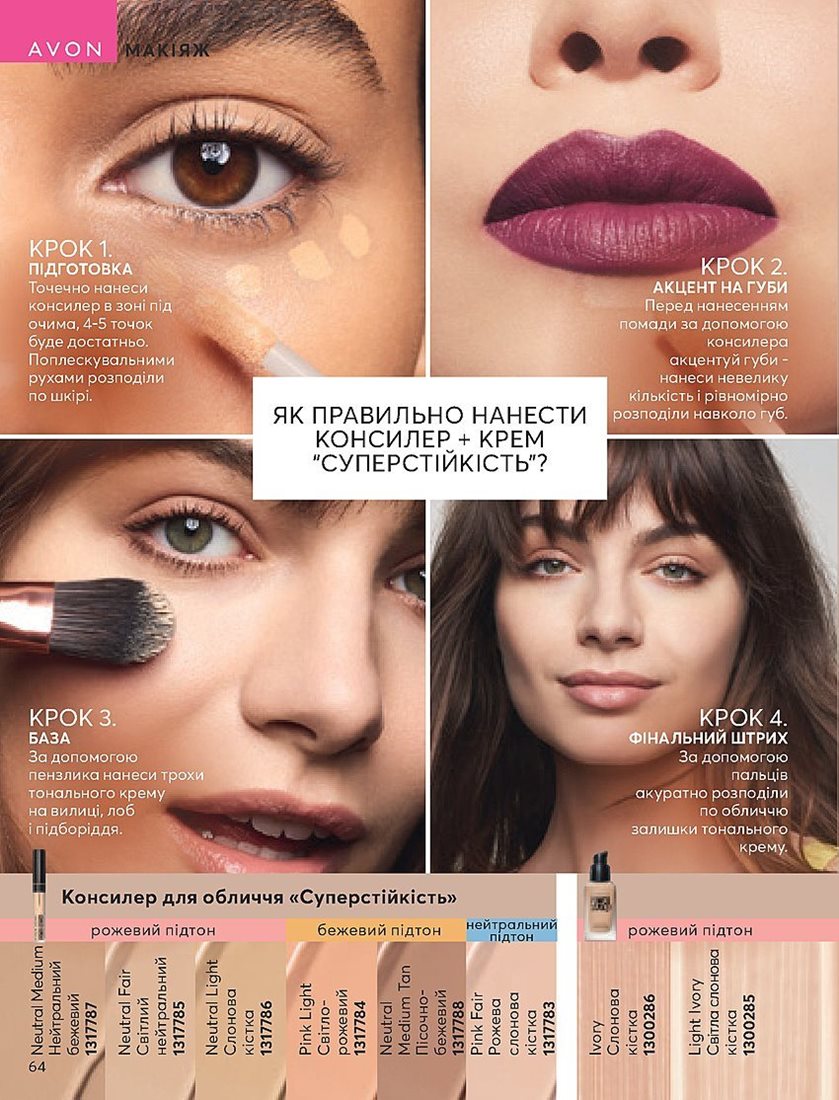 AVON
МАКІЯЖ
КРОК 1.
ПІДГОТОВКА
Точечно нанеси
консилер в зоні під
очима, 4-5 точок
буде достатньо.
Поплескувальними
рухами розподіли
по шкірі.
КРОК 2.
АКЦЕНТ НА ГУБИ
Перед нанесенням
помади за допомогою
консилера
акцентуй губи -
нанеси невелику
кількість і рівномірно
розподіли навколо губ.
ЯК ПРАВИЛЬНО НАНЕСТИ
КОНСИЛЕР + КРЕМ
"СУПЕРСТІЙКІСТЬ"?
КРОК 3.
БАЗА
За допомогою
пензлика нанеси трохи
тонального крему
на вилиці, лоб
і підборіддя.
КРОК 4.
ФІНАЛЬНИЙ ШТРИХ
За допомогою
пальців
акуратно розподіли
по обличчю
залишки тонального
крему.
Консилер для обличчя «Суперстійкість»
рожевий підтон
бежевий підтон
нейтральний
підтон
рожевий підтон
Neutral Medium
Нейтральний
бежевий
1317787
Neutral Fair
Світлий
нейтральний
1317785
Neutral Light
Слонова
кістка
1317786
Pink Light
Світло-
рожевий
1317784
Neutral
Medium Tan
Пісочно-
бежевий
1317788
Pink Fair
Рожева
слонова
кістка
1317783
Ivory
Слонова
кістка
1300286
Light Ivory
Світла слонова
кістка
1300285
64